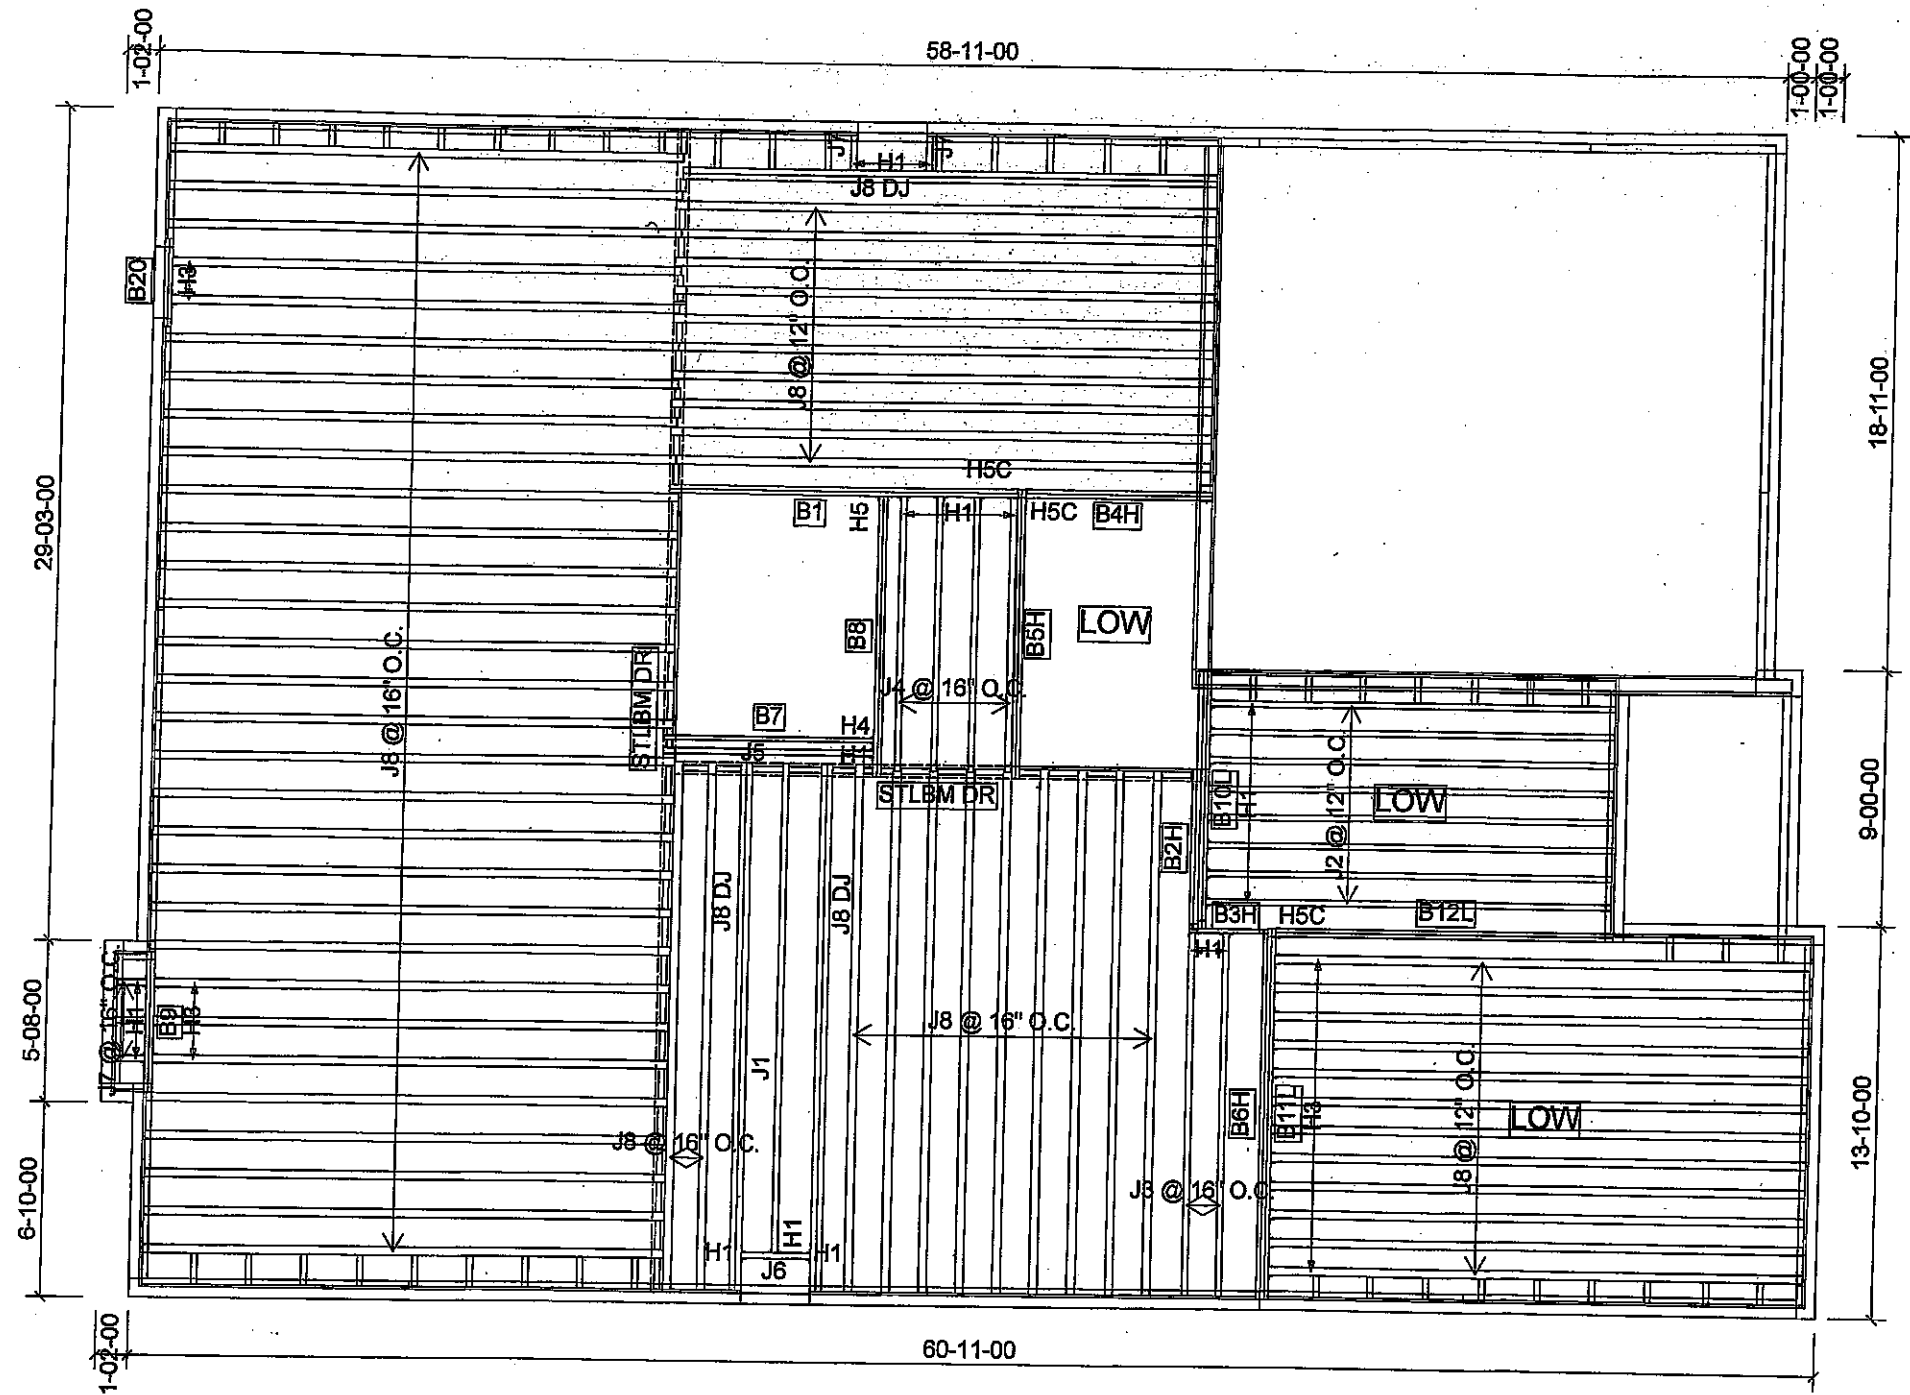 1-02-00
58-11-00
1-00-00
1-00-00
J7
H1
J7
J8 DJ
B20
H3
J8 @ 12" O.C.
18-11-00
29-03-00
H5C
B1
H5
H1
H5C
B4H
J8 @ 16" O.C.
STLBM DR
B8
B5H
LOW
J4 @ 16" O.C.
B7
H4
J5
H1
STLBM DR
B10L
H1
J2 @ 12" O.C.
LOW
9-00-00
B2H
J8 DJ
J8 DJ
B3H
H5C
B12L
H1
5-08-00
J7 @ 16" O.C.
H1
B9
H3
J8 @ 16" O.C.
J1
B6H
B11L
H3
J8 @ 12" O.C.
LOW
13-10-00
J8 @ 16" O.C.
J3 @ 16" O.C.
6-10-00
H1
H1
H1
J6
1-02-00
60-11-00